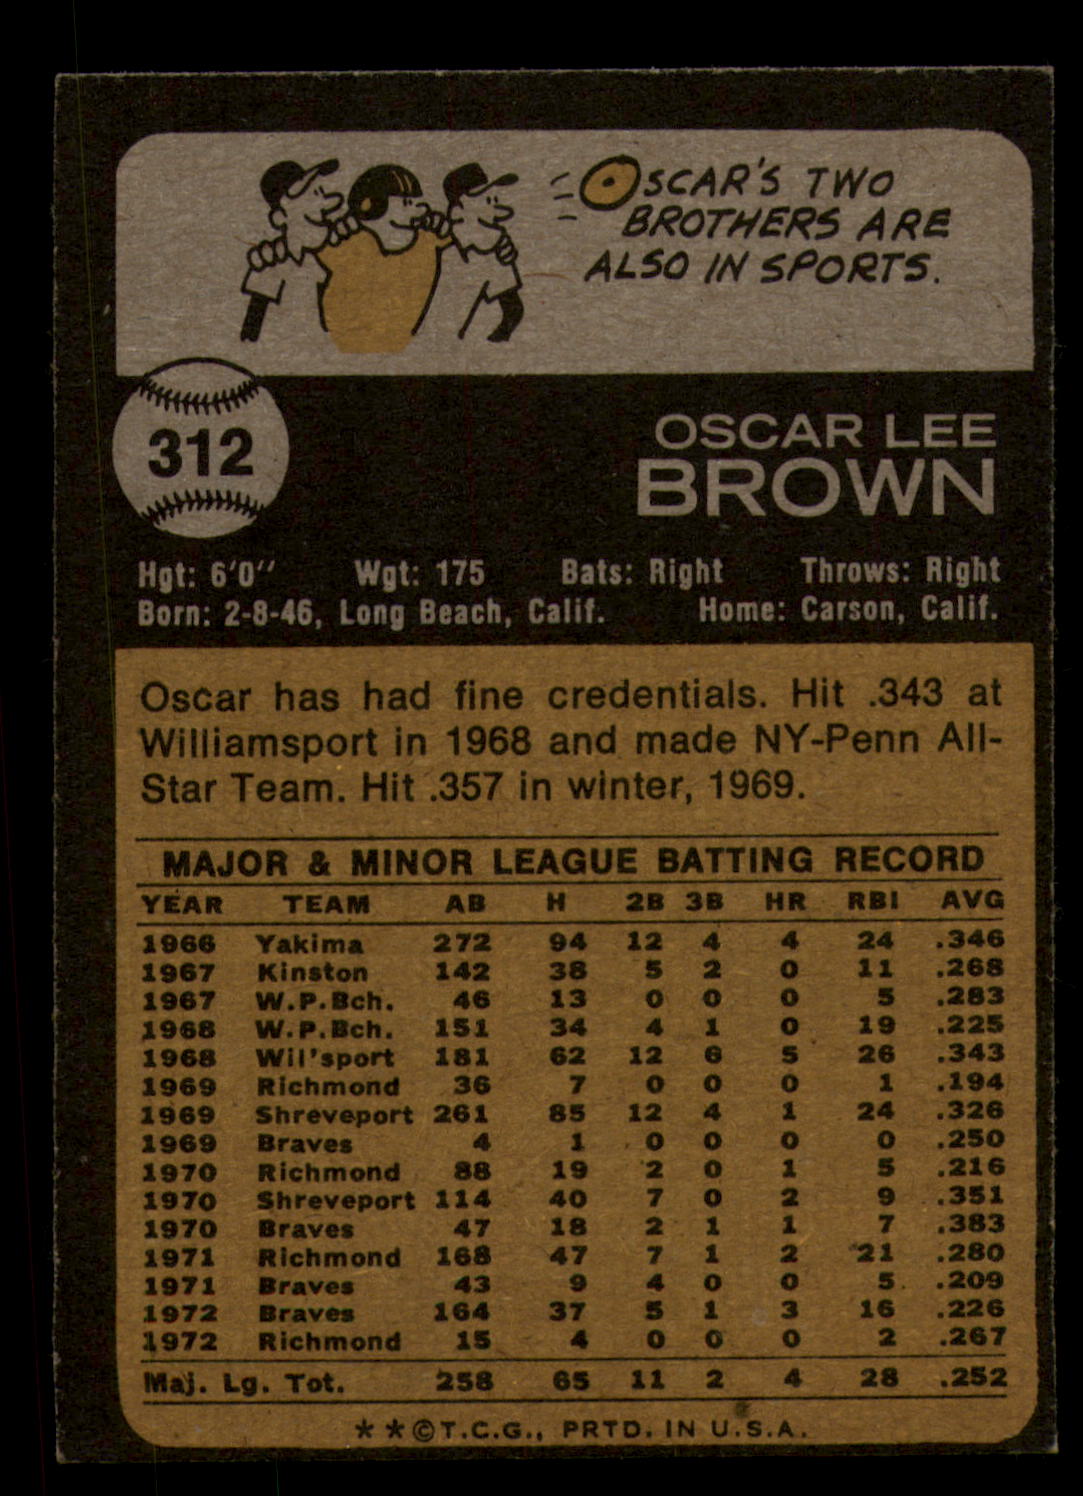 OSCAR'S TWO
BROTHERS ARE
ALSO IN SPORTS.
312
OSCAR LEE
BROWN
Hgt: 6'0" Wgt: 175 Bats: Right Throws: Right
Born: 2-8-46, Long Beach, Calif. Home: Carson, Calif.
Oscar has had fine credentials. Hit .343 at
Williamsport in 1968 and made NY-Penn All-
Star Team. Hit .357 in winter, 1969.
MAJOR & MINOR LEAGUE BATTING RECORD
YEAR TEAM AB H 2B 3B HR RBI AVG
1966 Yakima 272 94 12 4 4 24 .346
1967 Kinston 142 38 5 2 0 11 .268
1967 W.P.Bch. 46 13 0 0 0 5 .283
1968 W.P.Bch. 151 34 4 1 0 19 .225
1968 Wil'sport 181 62 12 6 5 26 .343
1969 Richmond 36 7 0 0 0 1 .194
1969 Shreveport 261 85 12 4 1 24 .326
1969 Braves 4 1 0 0 0 0 .250
1970 Richmond 88 19 2 0 1 5 .216
1970 Shreveport 114 40 7 0 2 9 .351
1970 Braves 47 18 2 1 1 7 .383
1971 Richmond 168 47 7 1 2 21 .280
1971 Braves 43 9 4 0 0 5 .209
1972 Braves 164 37 5 1 3 16 .226
1972 Richmond 15 4 0 0 0 2 .267
Maj. Lg. Tot. 258 65 11 2 4 28 .252
**©T.C.G., PRTD. IN U.S.A.